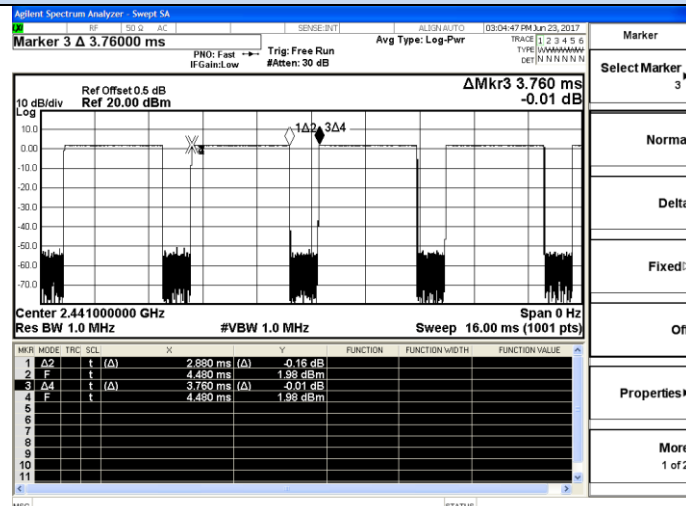 Agilent Spectrum Analyzer - Swept SA
RF 50 Ω AC SENSE:INT ALIGN AUTO 03:04:47 PM Jun 23, 2017
Marker 3 Δ 3.76000 ms
PNO: Fast
IFGain:Low
Trig: Free Run
#Atten: 30 dB
Avg Type: Log-Pwr
TRACE 1 2 3 4 5 6
TYPE
DET N N N N N N
Ref Offset 0.5 dB
10 dB/div Ref 20.00 dBm
ΔMkr3 3.760 ms
-0.01 dB
Log
10.0
0.00
-10.0
-20.0
-30.0
-40.0
-50.0
-60.0
-70.0
1Δ2 3Δ4
Center 2.441000000 GHz Span 0 Hz
Res BW 1.0 MHz #VBW 1.0 MHz Sweep 16.00 ms (1001 pts)
MKR MODE TRC SCL X Y FUNCTION FUNCTION WIDTH FUNCTION VALUE
1 Δ2 t (Δ) 2.880 ms (Δ) -0.16 dB
2 F t 4.480 ms 1.98 dBm
3 Δ4 t (Δ) 3.760 ms (Δ) -0.01 dB
4 F t 4.480 ms 1.98 dBm
5
6
7
8
9
10
11
MSG STATUS
Marker
Select Marker
3
Norma
Delta
Fixed
Of
Properties
More
1 of 2